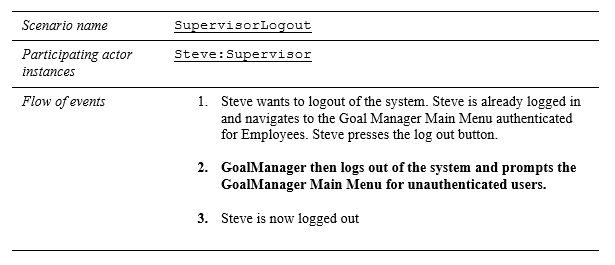 Scenario name SupervisorLogout
Participating actor Steve:Supervisor
instances
Flow of events 1. Steve wants to logout of the system. Steve is already logged in
and navigates to the Goal Manager Main Menu authenticated
for Employees. Steve presses the log out button.
2. GoalManager then logs out of the system and prompts the
GoalManager Main Menu for unauthenticated users.
3. Steve is now logged out